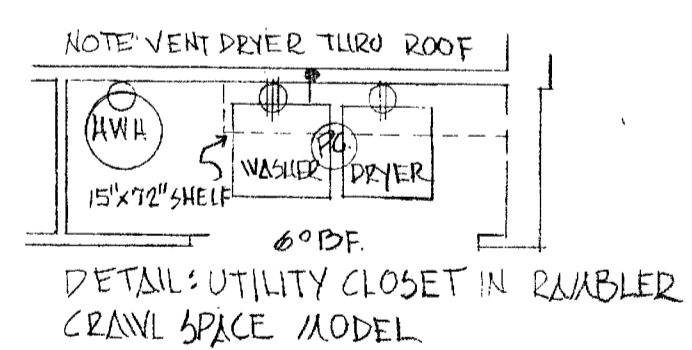 NOTE: VENT DRYER THRU ROOF
HWH
P.C.
WASHER
DRYER
15"x72" SHELF
6° BF.
DETAIL: UTILITY CLOSET IN RAMBLER
CRAWL SPACE MODEL